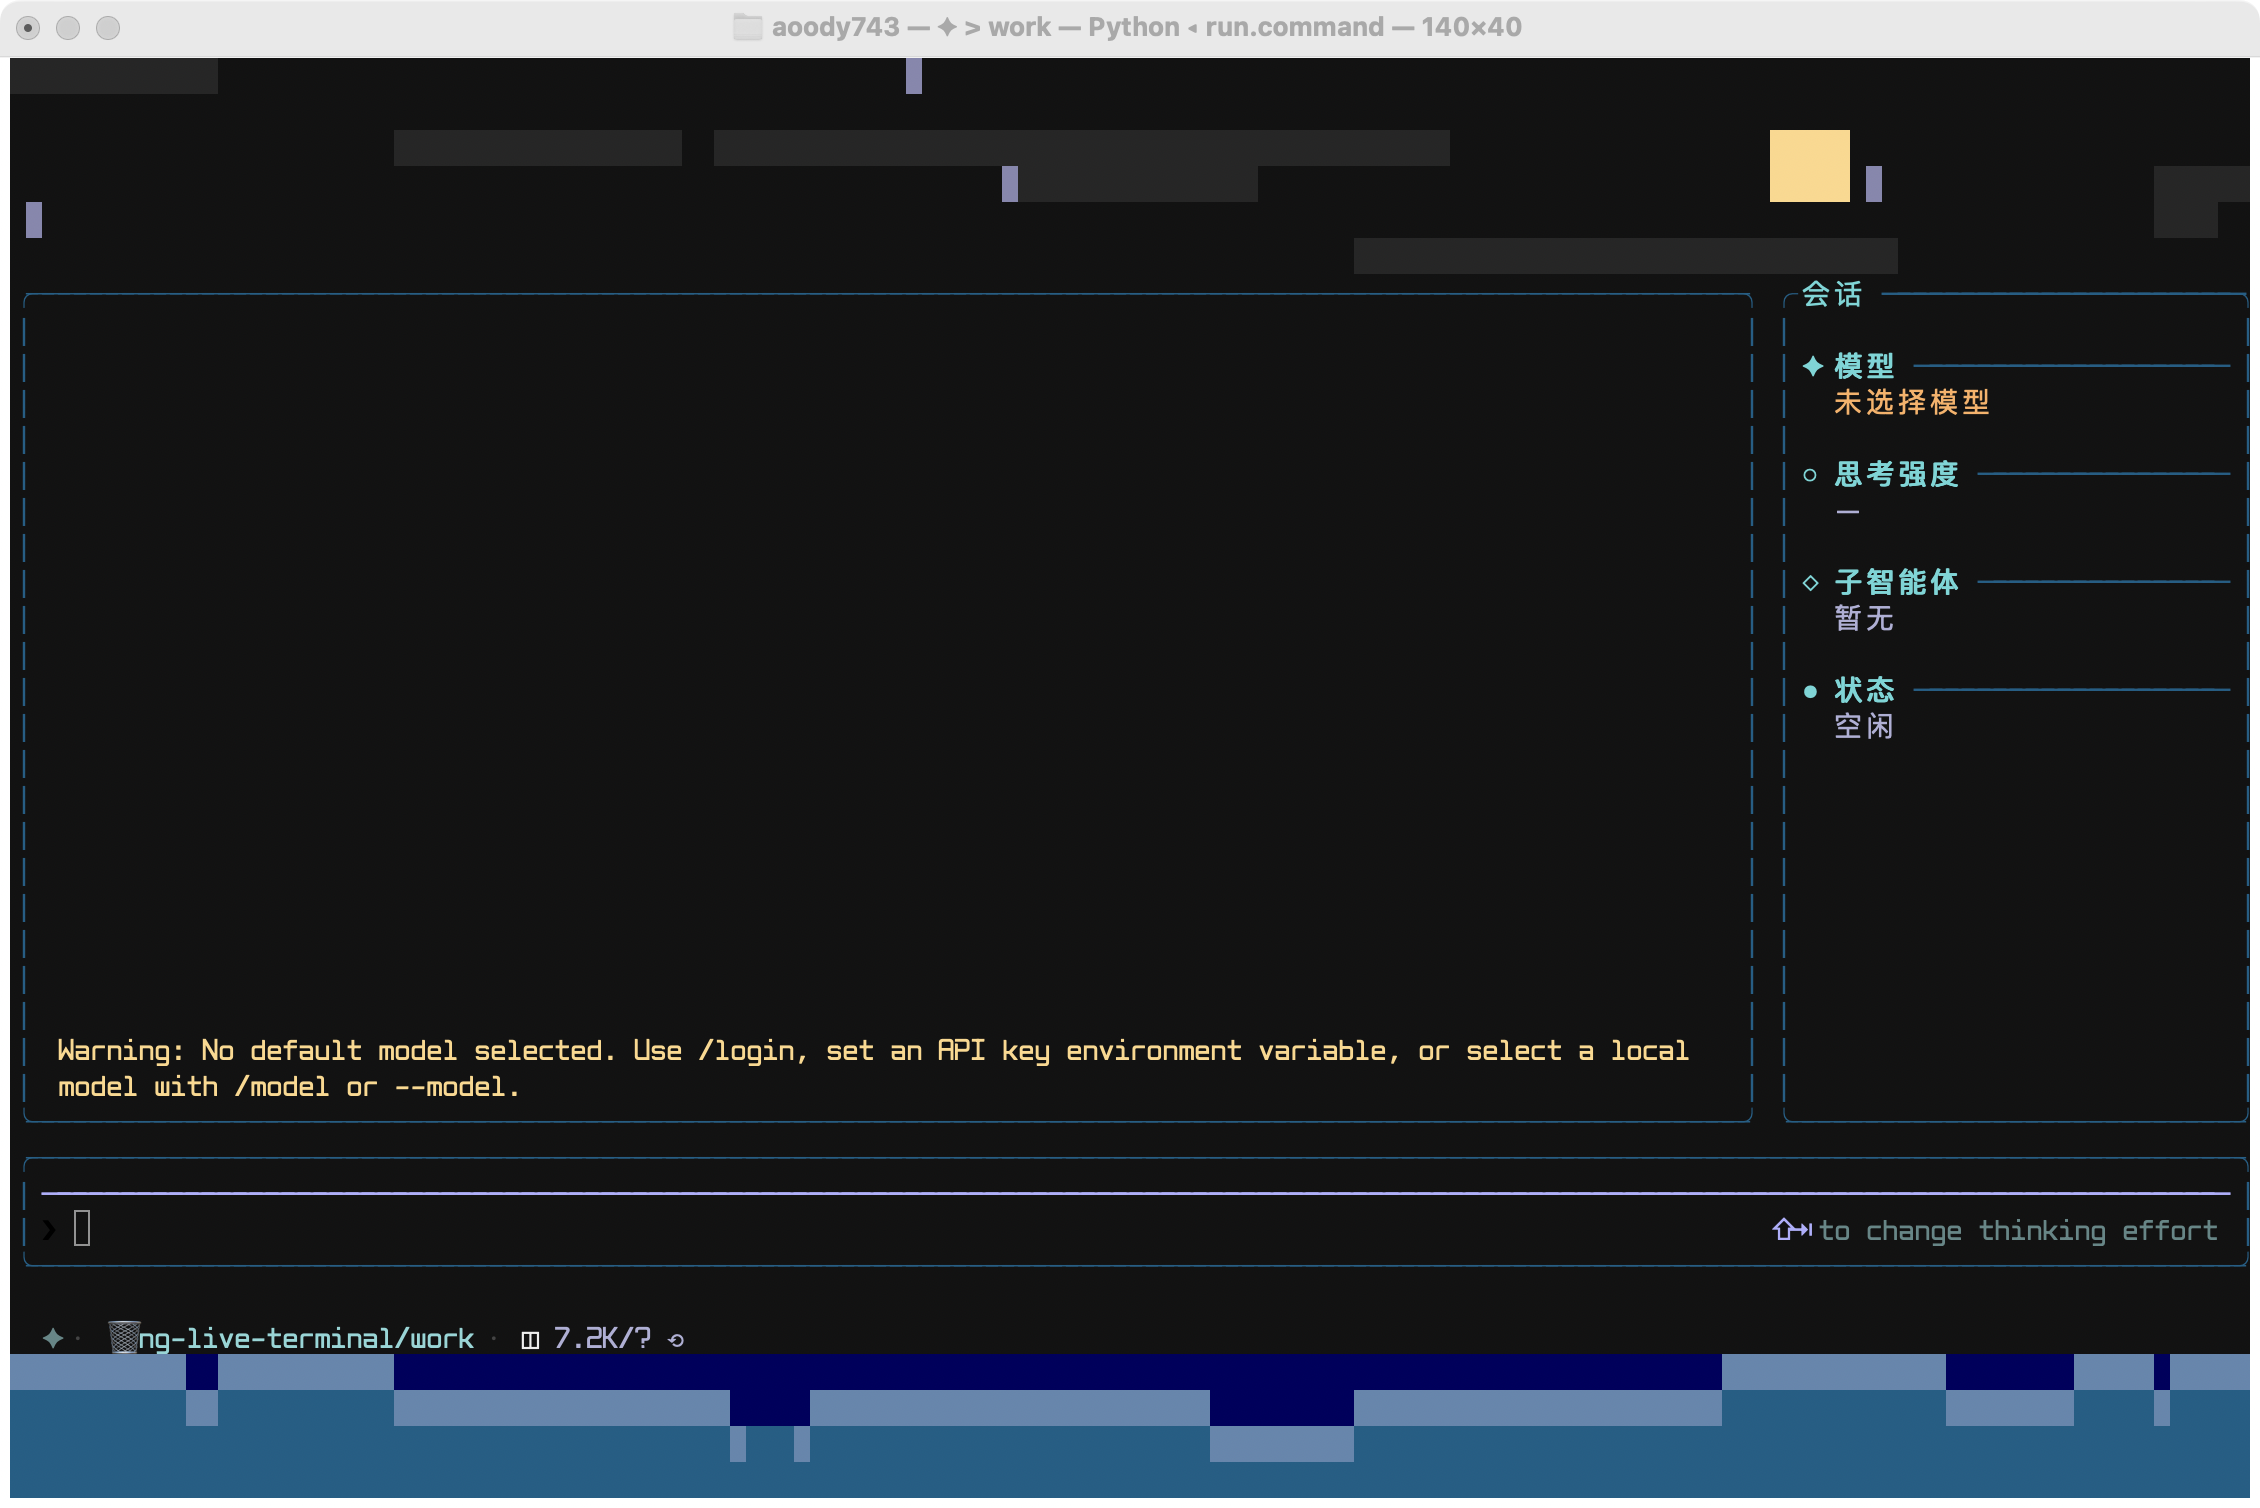 aoody743 — ✦ > work — Python ◂ run.command — 140×40
会话
✦ 模型
未选择模型
○ 思考强度
—
◇ 子智能体
暂无
● 状态
空闲
Warning: No default model selected. Use /login, set an API key environment variable, or select a local
model with /model or --model.
❯ to change thinking effort
✦ · 🗑ng-live-terminal/work · ◫ 7.2K/? ⟲